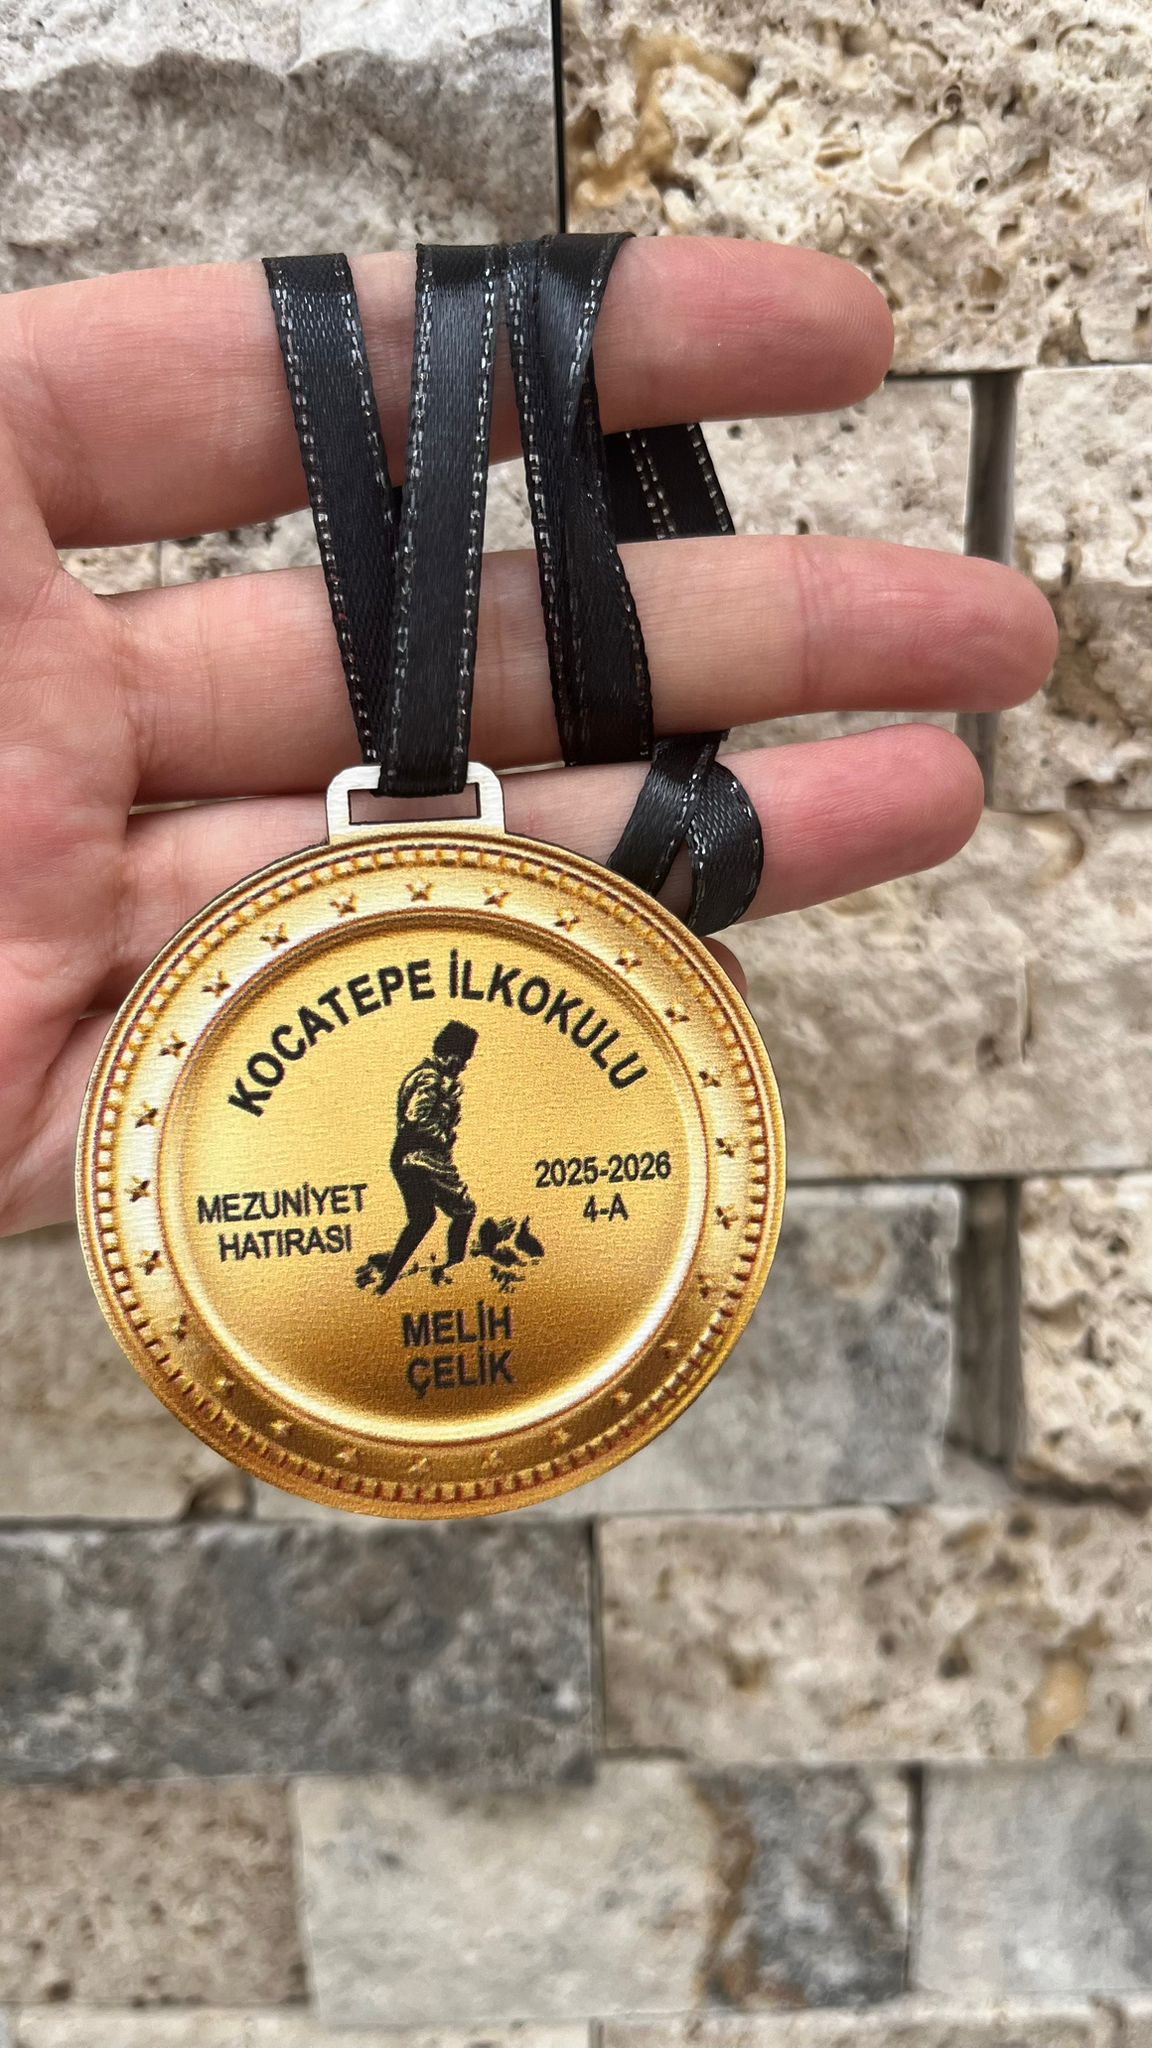 KOCATEPE İLKOKULU
MEZUNİYET
HATIRASI
2025-2026
4-A
MELİH
ÇELİK